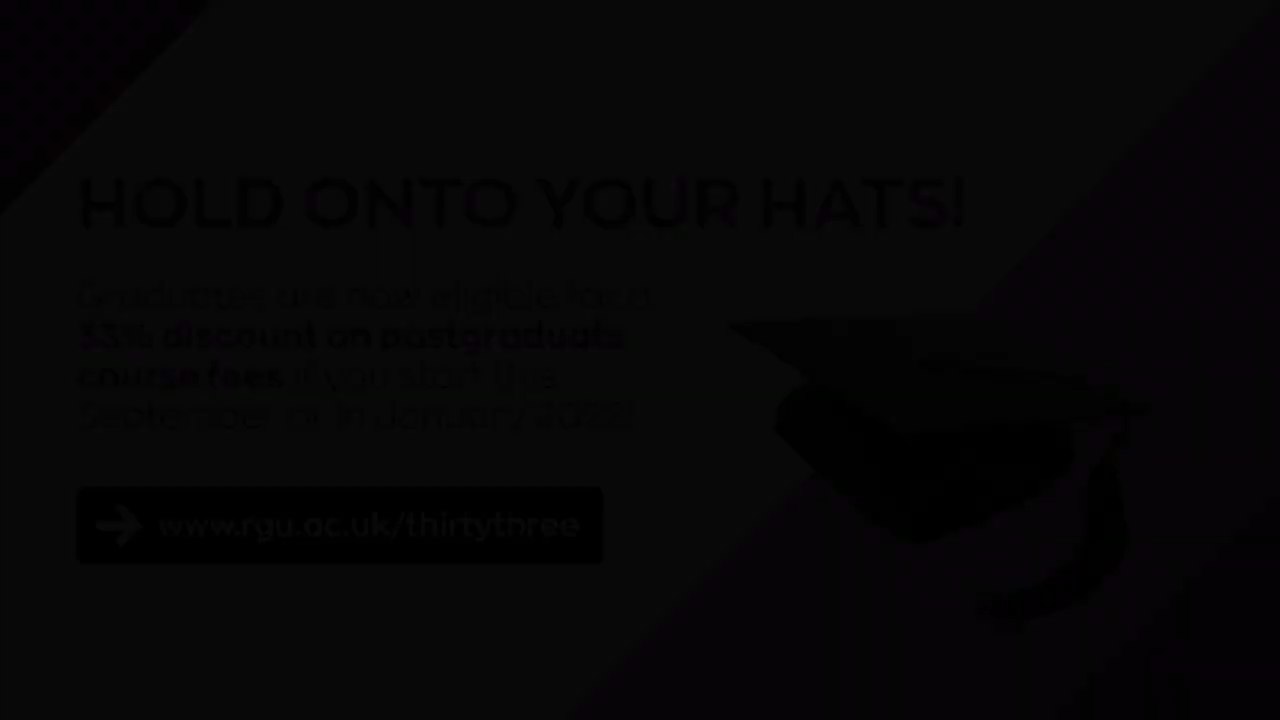 HOLD ONTO YOUR HATS!
Graduates are now eligible for a
33% discount on postgraduate
course fees if you start this
September or in January 2022!
www.rgu.ac.uk/thirtythree